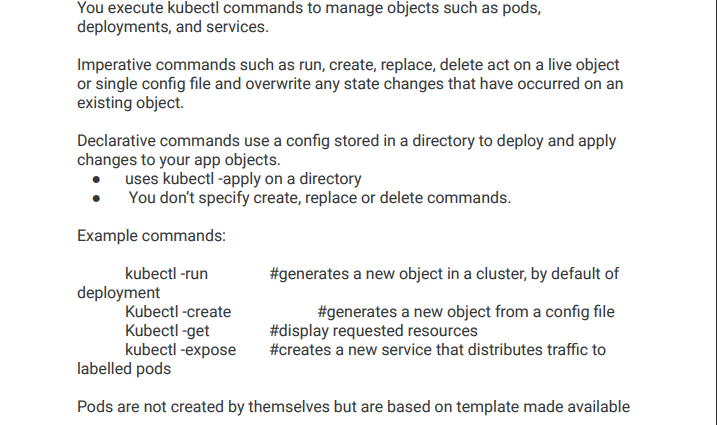 You execute kubectl commands to manage objects such as pods,
deployments, and services.
Imperative commands such as run, create, replace, delete act on a live object
or single config file and overwrite any state changes that have occurred on an
existing object.
Declarative commands use a config stored in a directory to deploy and apply
changes to your app objects.
● uses kubectl -apply on a directory
● You don’t specify create, replace or delete commands.
Example commands:
kubectl -run #generates a new object in a cluster, by default of
deployment
Kubectl -create #generates a new object from a config file
Kubectl -get #display requested resources
kubectl -expose #creates a new service that distributes traffic to
labelled pods
Pods are not created by themselves but are based on template made available